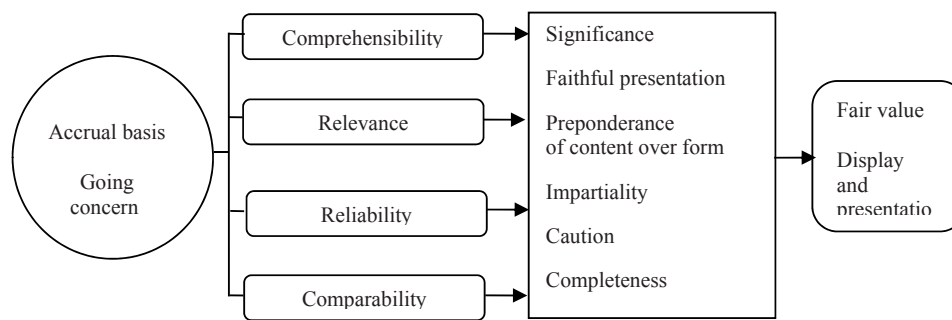 Accrual basis
Going
concern
Comprehensibility
Relevance
Reliability
Comparability
Significance
Faithful presentation
Preponderance
of content over form
Impartiality
Caution
Completeness
Fair value
Display
and
presentatio